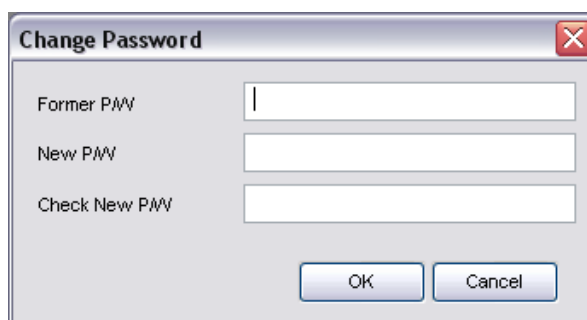 Change Password
Former P/W
New P/W
Check New P/W
OK Cancel